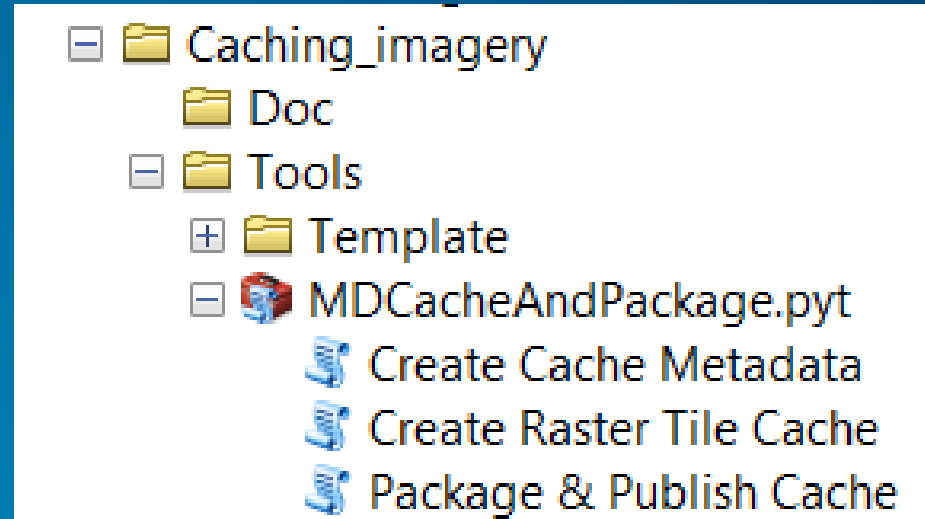 Caching_imagery
Doc
Tools
Template
MDCacheAndPackage.pyt
Create Cache Metadata
Create Raster Tile Cache
Package & Publish Cache